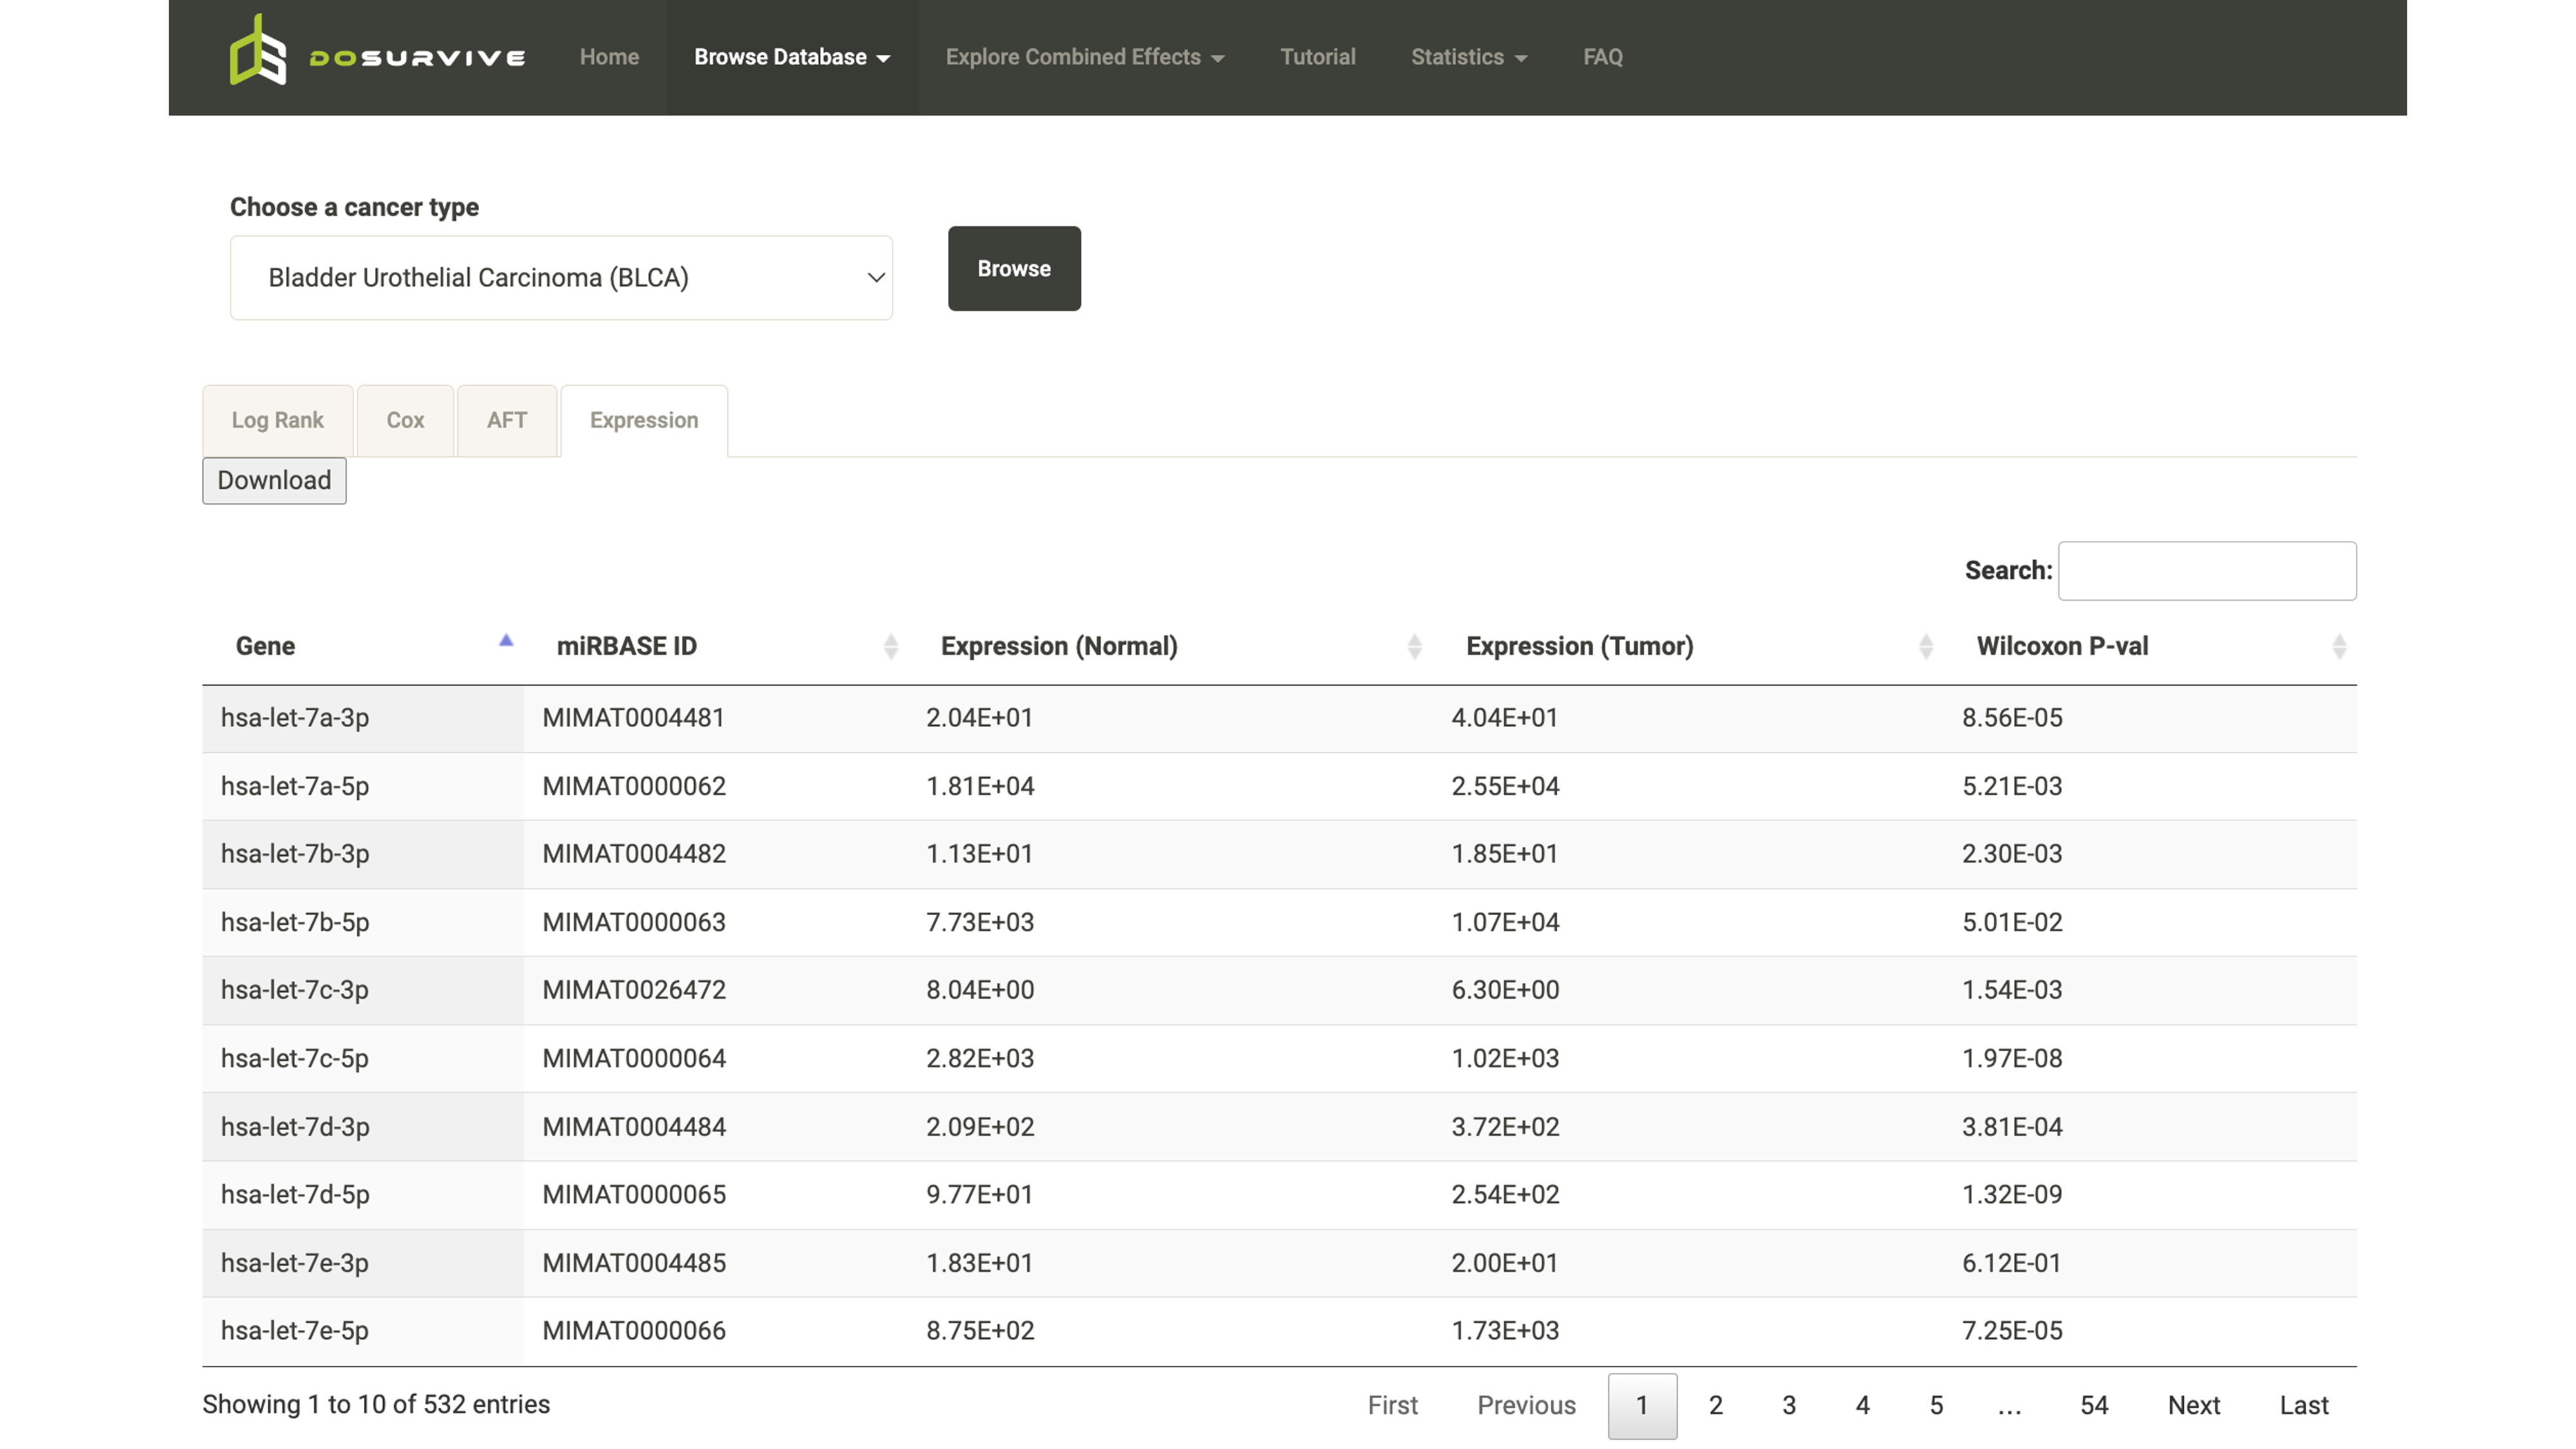 DOSURVIVE Home Browse Database Explore Combined Effects Tutorial Statistics FAQ
Choose a cancer type
Bladder Urothelial Carcinoma (BLCA) Browse
Log Rank Cox AFT Expression
Download
Search:
Gene miRBASE ID Expression (Normal) Expression (Tumor) Wilcoxon P-val
hsa-let-7a-3p MIMAT0004481 2.04E+01 4.04E+01 8.56E-05
hsa-let-7a-5p MIMAT0000062 1.81E+04 2.55E+04 5.21E-03
hsa-let-7b-3p MIMAT0004482 1.13E+01 1.85E+01 2.30E-03
hsa-let-7b-5p MIMAT0000063 7.73E+03 1.07E+04 5.01E-02
hsa-let-7c-3p MIMAT0026472 8.04E+00 6.30E+00 1.54E-03
hsa-let-7c-5p MIMAT0000064 2.82E+03 1.02E+03 1.97E-08
hsa-let-7d-3p MIMAT0004484 2.09E+02 3.72E+02 3.81E-04
hsa-let-7d-5p MIMAT0000065 9.77E+01 2.54E+02 1.32E-09
hsa-let-7e-3p MIMAT0004485 1.83E+01 2.00E+01 6.12E-01
hsa-let-7e-5p MIMAT0000066 8.75E+02 1.73E+03 7.25E-05
Showing 1 to 10 of 532 entries First Previous 1 2 3 4 5 ... 54 Next Last